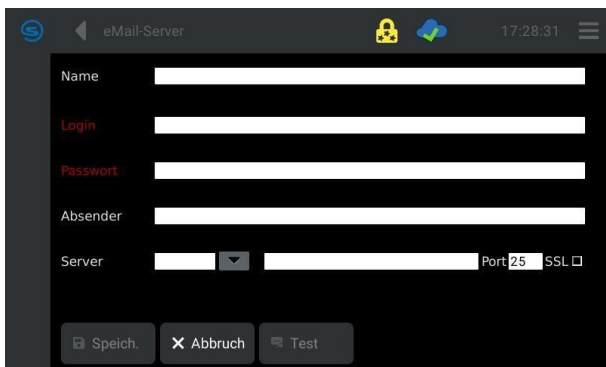 eMail-Server 17:28:31
Name
Login
Passwort
Absender
Server Port 25 SSL
Speich. Abbruch Test